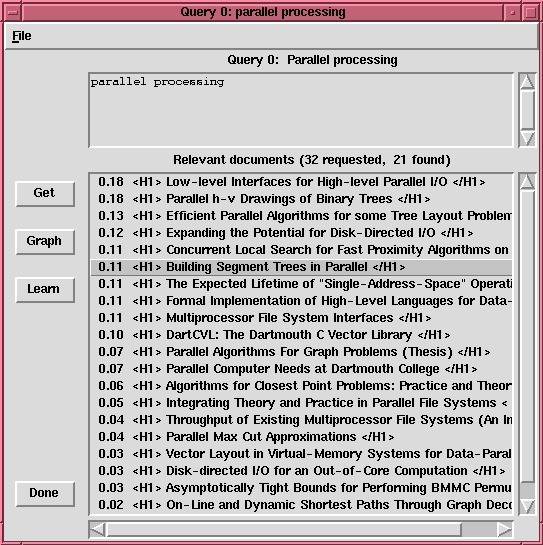 Query 0: parallel processing
File
Query 0: Parallel processing
parallel processing
Relevant documents (32 requested, 21 found)
Get
Graph
Learn
Done
0.18 <H1> Low-level Interfaces for High-level Parallel I/O </H1>
0.18 <H1> Parallel h-v Drawings of Binary Trees </H1>
0.13 <H1> Efficient Parallel Algorithms for some Tree Layout Problem
0.12 <H1> Expanding the Potential for Disk-Directed I/O </H1>
0.11 <H1> Concurrent Local Search for Fast Proximity Algorithms on
0.11 <H1> Building Segment Trees in Parallel </H1>
0.11 <H1> The Expected Lifetime of "Single-Address-Space" Operati
0.11 <H1> Formal Implementation of High-Level Languages for Data-
0.11 <H1> Multiprocessor File System Interfaces </H1>
0.10 <H1> DartCVL: The Dartmouth C Vector Library </H1>
0.07 <H1> Parallel Algorithms For Graph Problems (Thesis) </H1>
0.07 <H1> Parallel Computer Needs at Dartmouth College </H1>
0.06 <H1> Algorithms for Closest Point Problems: Practice and Theor
0.05 <H1> Integrating Theory and Practice in Parallel File Systems <
0.04 <H1> Throughput of Existing Multiprocessor File Systems (An In
0.04 <H1> Parallel Max Cut Approximations </H1>
0.03 <H1> Vector Layout in Virtual-Memory Systems for Data-Paral
0.03 <H1> Disk-directed I/O for an Out-of-Core Computation </H1>
0.03 <H1> Asymptotically Tight Bounds for Performing BMMC Permu
0.02 <H1> On-Line and Dynamic Shortest Paths Through Graph Deco